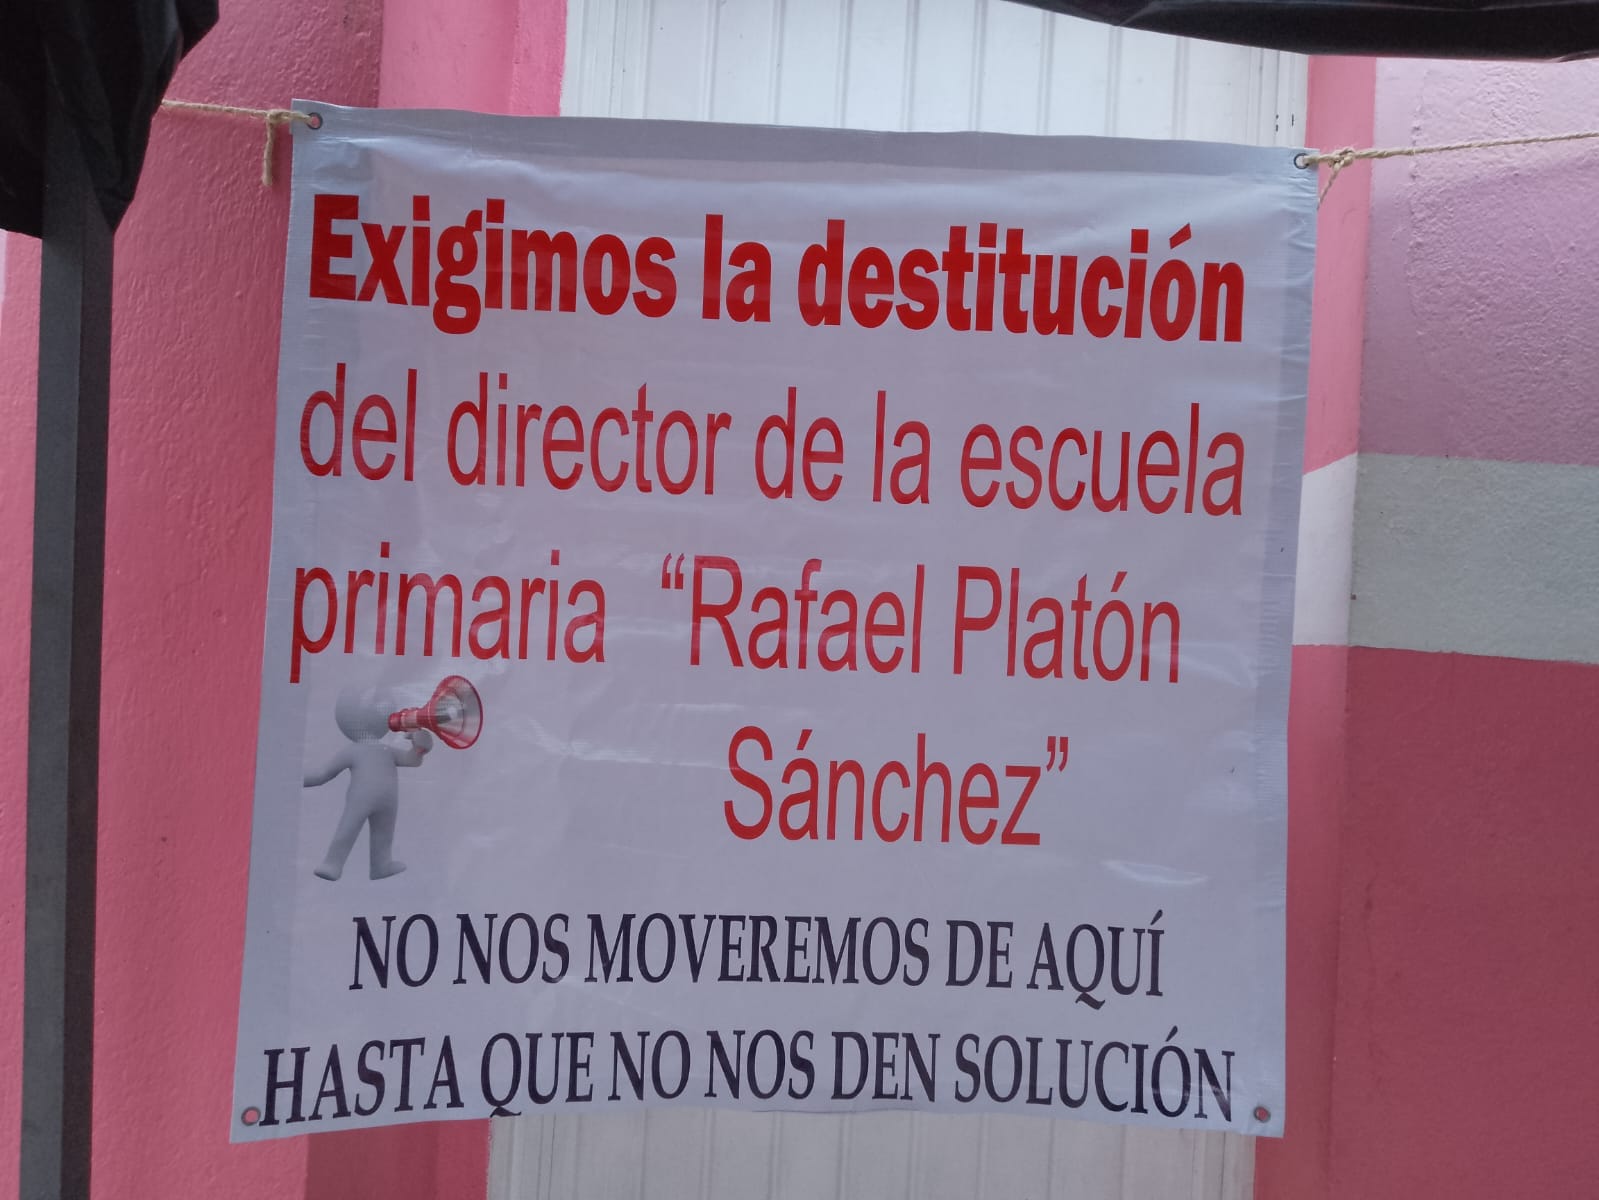 Exigimos la destitución
del director de la escuela
primaria “Rafael Platón
Sánchez”
NO NOS MOVEREMOS DE AQUÍ
HASTA QUE NO NOS DEN SOLUCIÓN